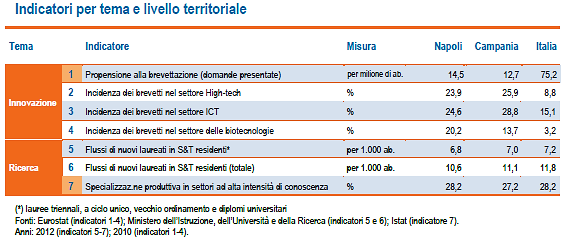 Indicatori per tema e livello territoriale
Tema Indicatore Misura Napoli Campania Italia
Innovazione
1 Propensione alla brevettazione (domande presentate) per milione di ab. 14,5 12,7 75,2
2 Incidenza dei brevetti nel settore High-tech % 23,9 25,9 8,8
3 Incidenza dei brevetti nel settore ICT % 24,6 28,8 15,1
4 Incidenza dei brevetti nel settore delle biotecnologie % 20,2 13,7 3,2
Ricerca
5 Flussi di nuovi laureati in S&T residenti* per 1.000 ab. 6,8 7,0 7,2
6 Flussi di nuovi laureati in S&T residenti (totale) per 1.000 ab. 10,6 11,1 11,8
7 Specializzaz.ne produttiva in settori ad alta intensità di conoscenza % 28,2 27,2 28,2
(*) lauree triennali, a ciclo unico, vecchio ordinamento e diplomi universitari
Fonti: Eurostat (indicatori 1-4); Ministero dell'Istruzione, dell'Università e della Ricerca (indicatori 5 e 6); Istat (indicatore 7).
Anni: 2012 (indicatori 5-7); 2010 (indicatori 1-4).